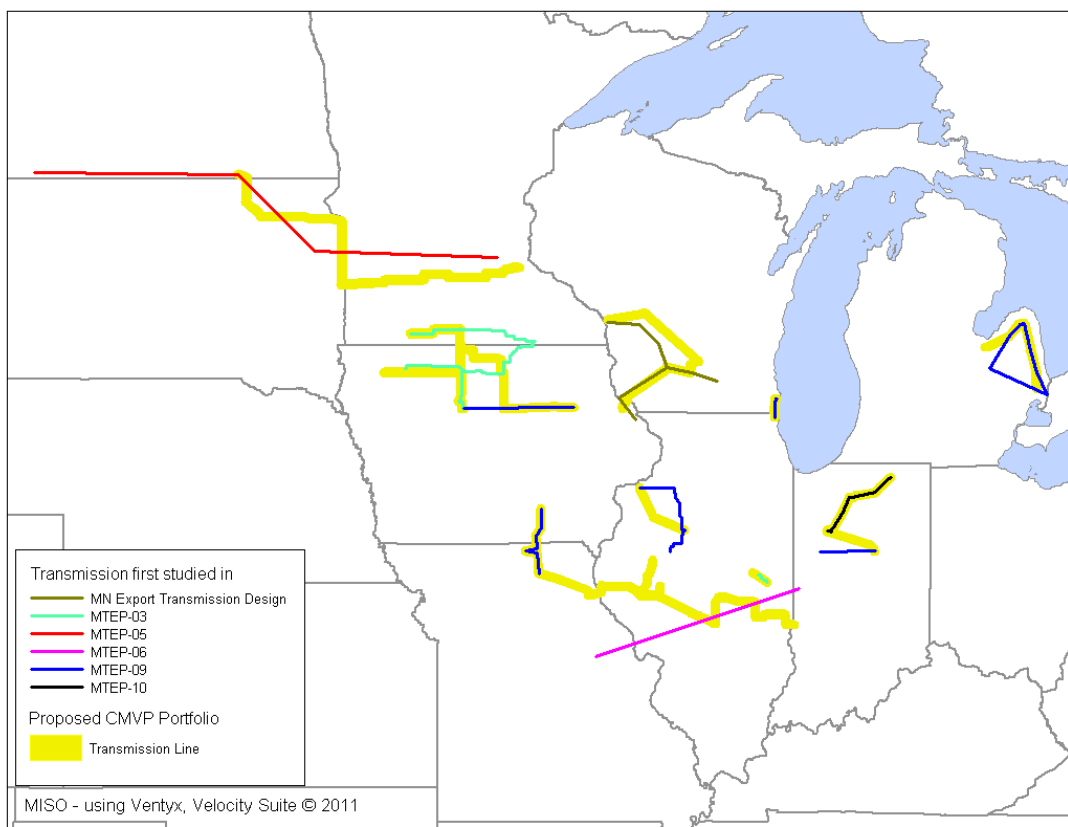 Transmission first studied in
MN Export Transmission Design
MTEP-03
MTEP-05
MTEP-06
MTEP-09
MTEP-10
Proposed CMVP Portfolio
Transmission Line
MISO - using Ventyx, Velocity Suite © 2011